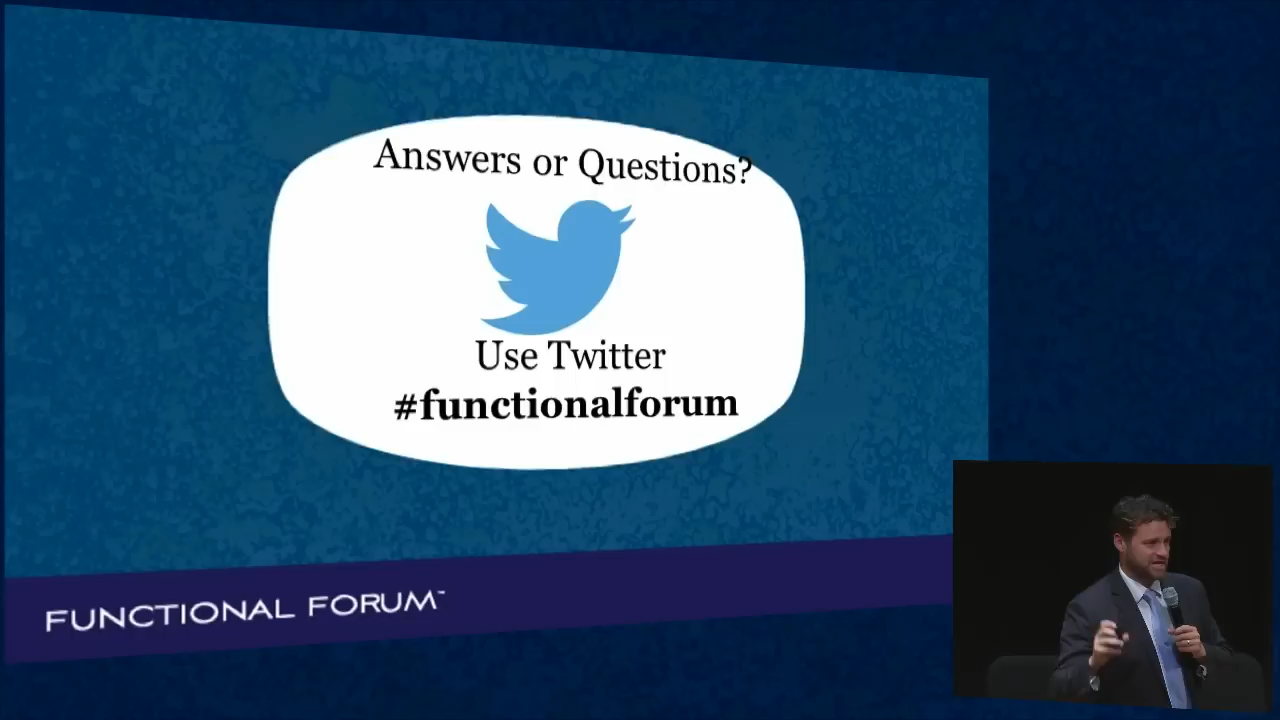 Answers or Questions?
Use Twitter
#functionalforum
FUNCTIONAL FORUM™